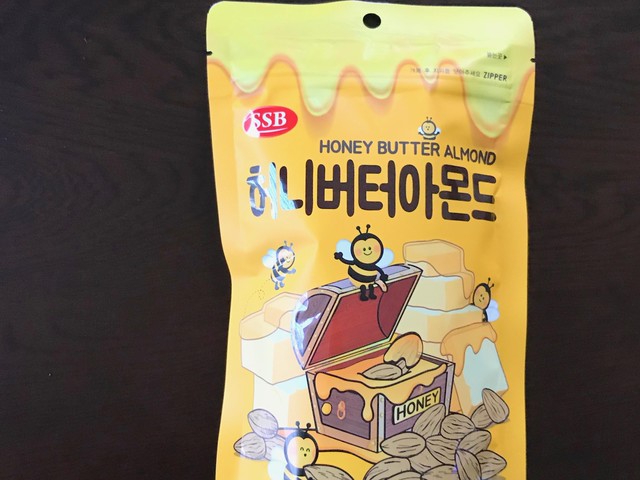 ZIPPER
SSB
HONEY BUTTER ALMOND
허니버터아몬드
HONEY